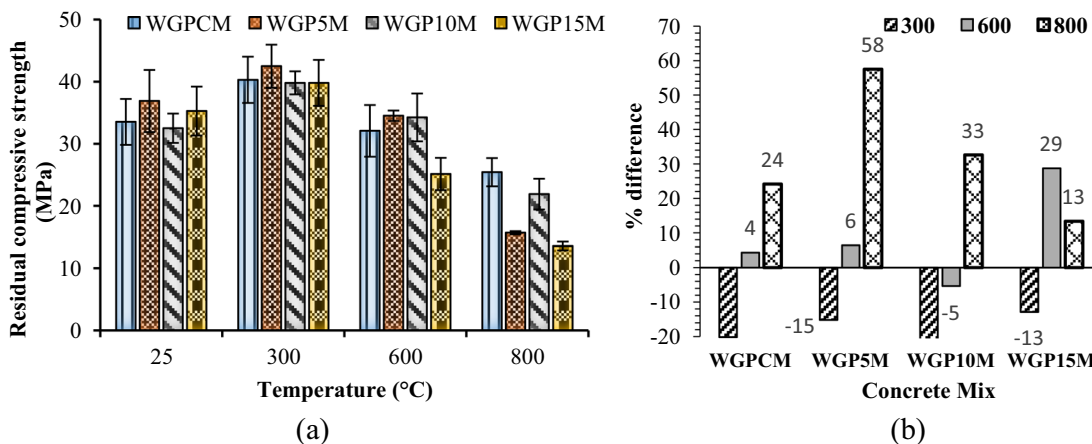 WGPCM WGP5M WGP10M WGP15M
Residual compressive strength
(MPa)
50
40
30
20
10
0
25 300 600 800
Temperature (°C)
(a)
300 600 800
% difference
70
60
50
40
30
20
10
0
-10
-20
4
24
-15
6
58
-5
33
-13
29
13
WGPCM WGP5M WGP10M WGP15M
Concrete Mix
(b)